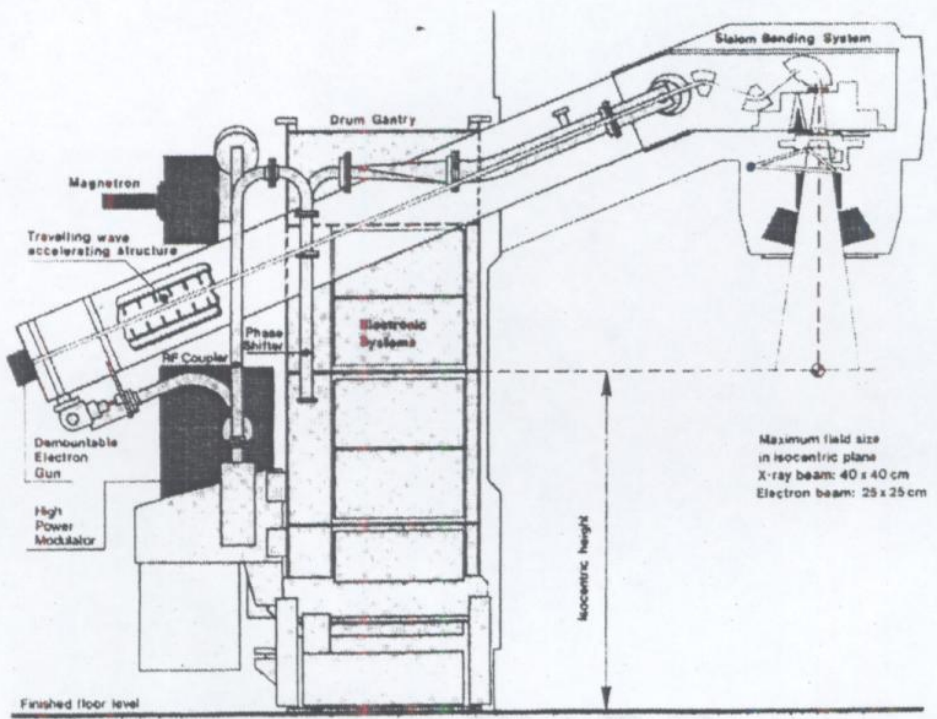 Slalom Bending System
Drum Gantry
Magnetron
Travelling wave
accelerating structure
Phase
Shifter
Electronic
Systems
RF Coupler
Demountable
Electron
Gun
High
Power
Modulator
Maximum field size
in isocentric plane
X-ray beam: 40 x 40 cm
Electron beam: 25 x 25 cm
Isocentric height
Finished floor level